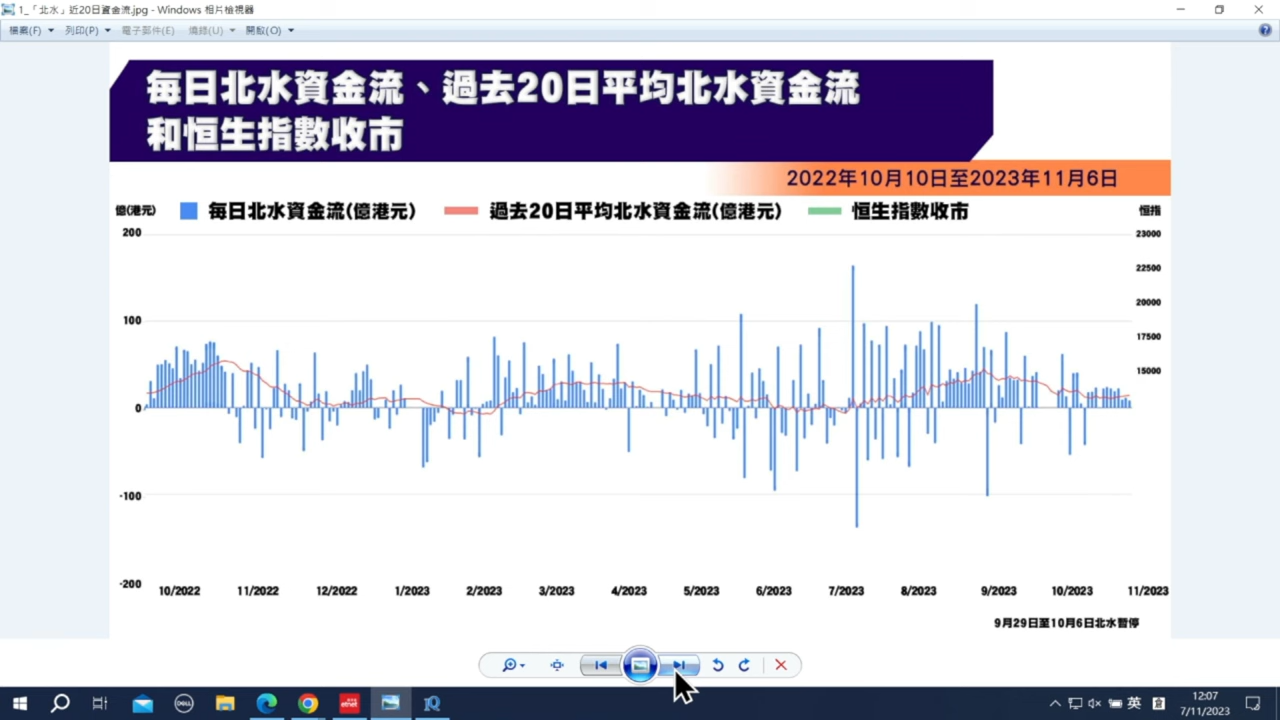 1_「北水」近20日資金流.jpg - Windows 相片檢視器
檔案(F) 列印(P) 電子郵件(E) 燒錄(U) 開啟(O)
每日北水資金流、過去20日平均北水資金流
和恒生指數收市
2022年10月10日至2023年11月6日
億(港元) 每日北水資金流(億港元) 過去20日平均北水資金流(億港元) 恒生指數收市 恒指
200 23000
22500
20000
100 17500
15000
0
-100
-200
10/2022 11/2022 12/2022 1/2023 2/2023 3/2023 4/2023 5/2023 6/2023 7/2023 8/2023 9/2023 10/2023 11/2023
9月29日至10月6日北水暫停
DELL etnet IQ 英 12:07
7/11/2023